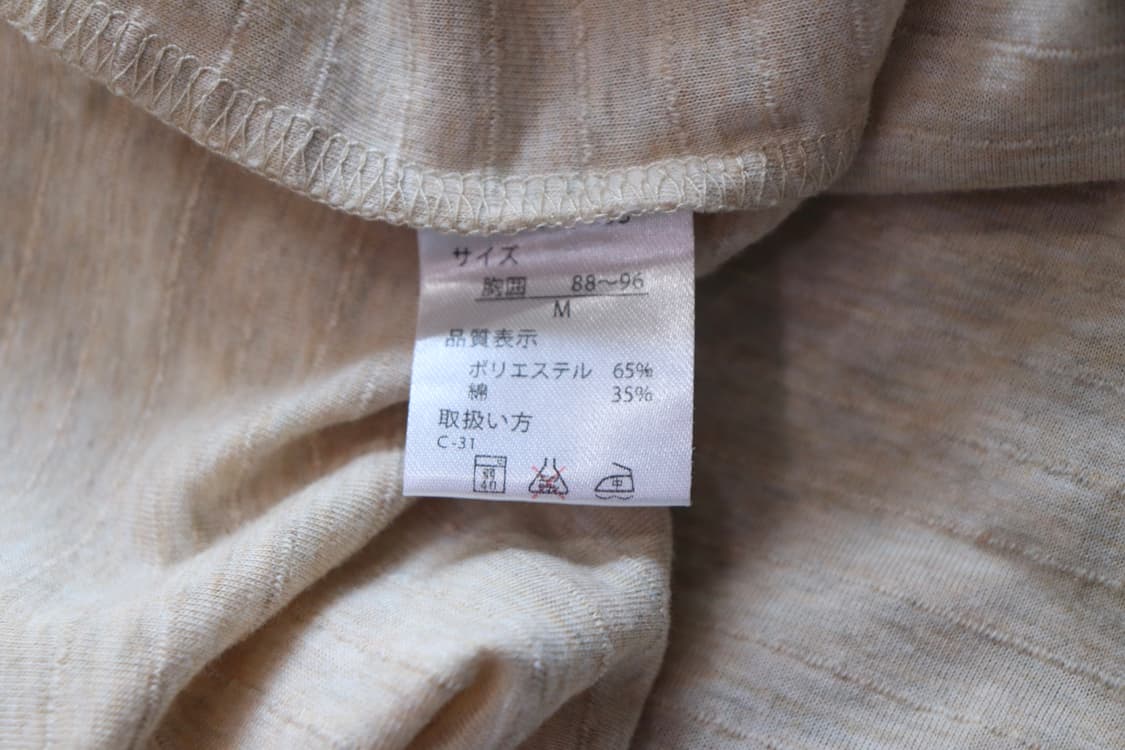 サイズ
胸囲 88～96
M
品質表示
ポリエステル 65%
綿 35%
取扱い方
C-31
弱 中
40